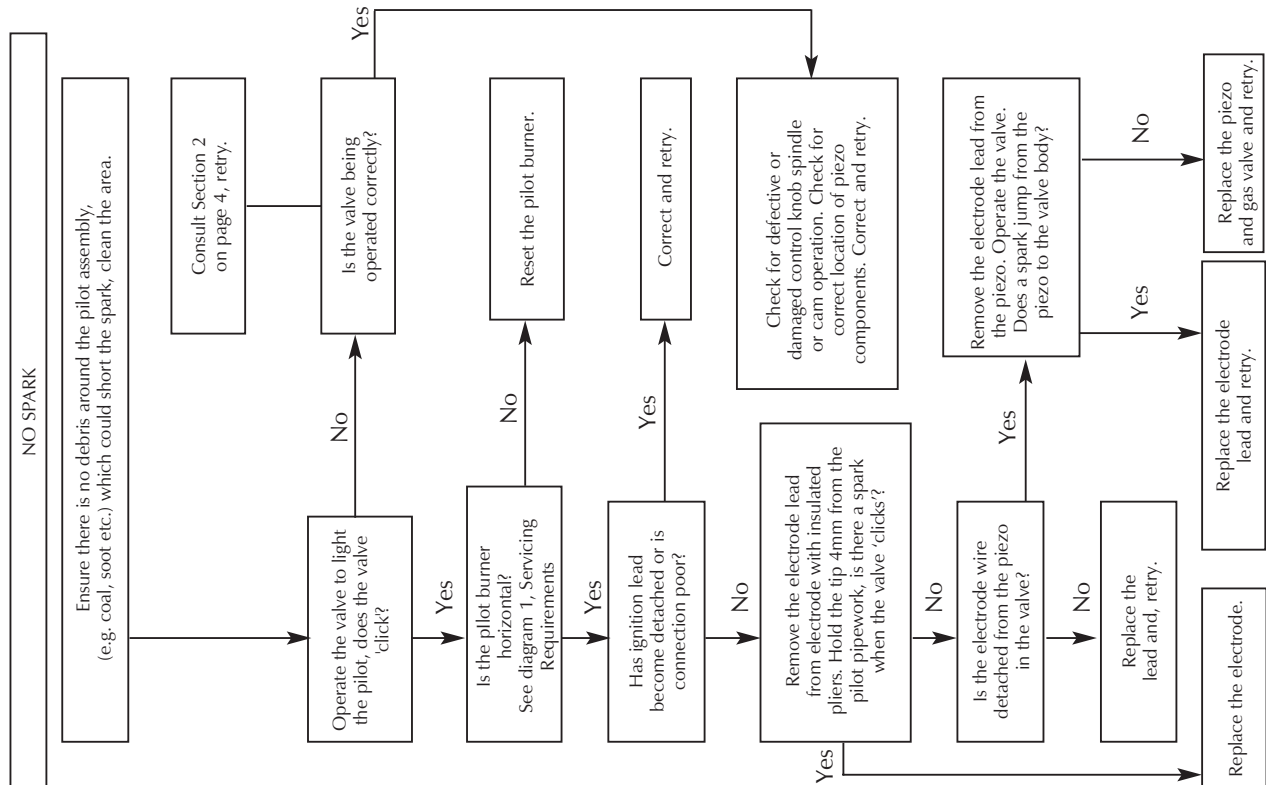 NO SPARK
Ensure there is no debris around the pilot assembly,
(e.g. coal, soot etc.) which could short the spark, clean the area.
Consult Section 2
on page 4, retry.
Operate the valve to light
the pilot, does the valve
'click'?
No
Is the valve being
operated correctly?
Yes
Yes
Is the pIlot burner
horizontal?
See diagram 1, Servicing
Requirements
No
Reset the pilot burner.
Yes
Has ignition lead
become detached or is
connection poor?
Yes
Correct and retry.
No
Check for defective or
damaged control knob spindle
or cam operation. Check for
correct location of piezo
components. Correct and retry.
Remove the electrode lead
from electrode with insulated
pliers. Hold the tip 4mm from the
pilot pipework, is there a spark
when the valve ‘clicks’?
Yes
No
Is the electrode wire
detached from the piezo
in the valve?
Yes
Remove the electrode lead from
the piezo. Operate the valve.
Does a spark jump from the
piezo to the valve body?
No
No
Yes
Replace the
lead and, retry.
Replace the electrode.
Replace the electrode
lead and retry.
Replace the piezo
and gas valve and retry.